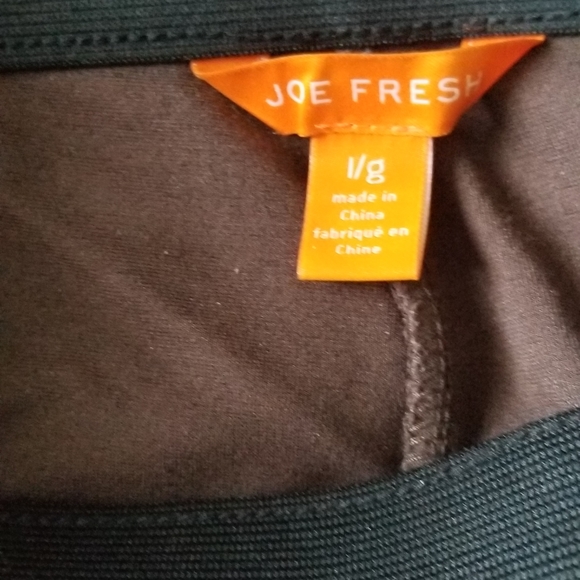 JOE FRESH
l/g
made in
China
fabriqué en
Chine